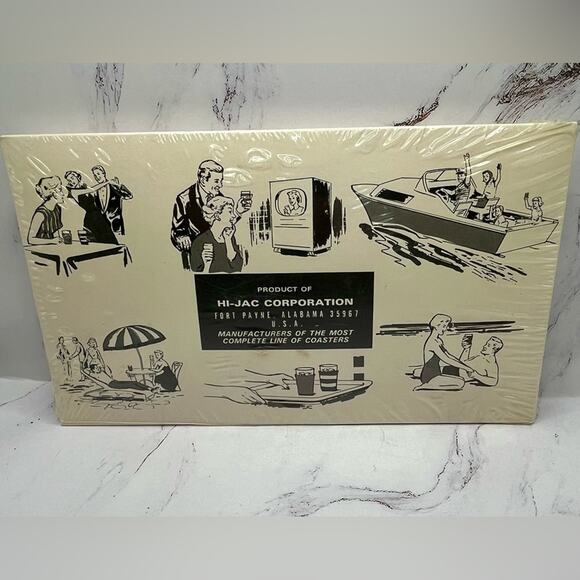 PRODUCT OF
HI-JAC CORPORATION
FORT PAYNE, ALABAMA 35967
U.S.A.
MANUFACTURERS OF THE MOST
COMPLETE LINE OF COASTERS